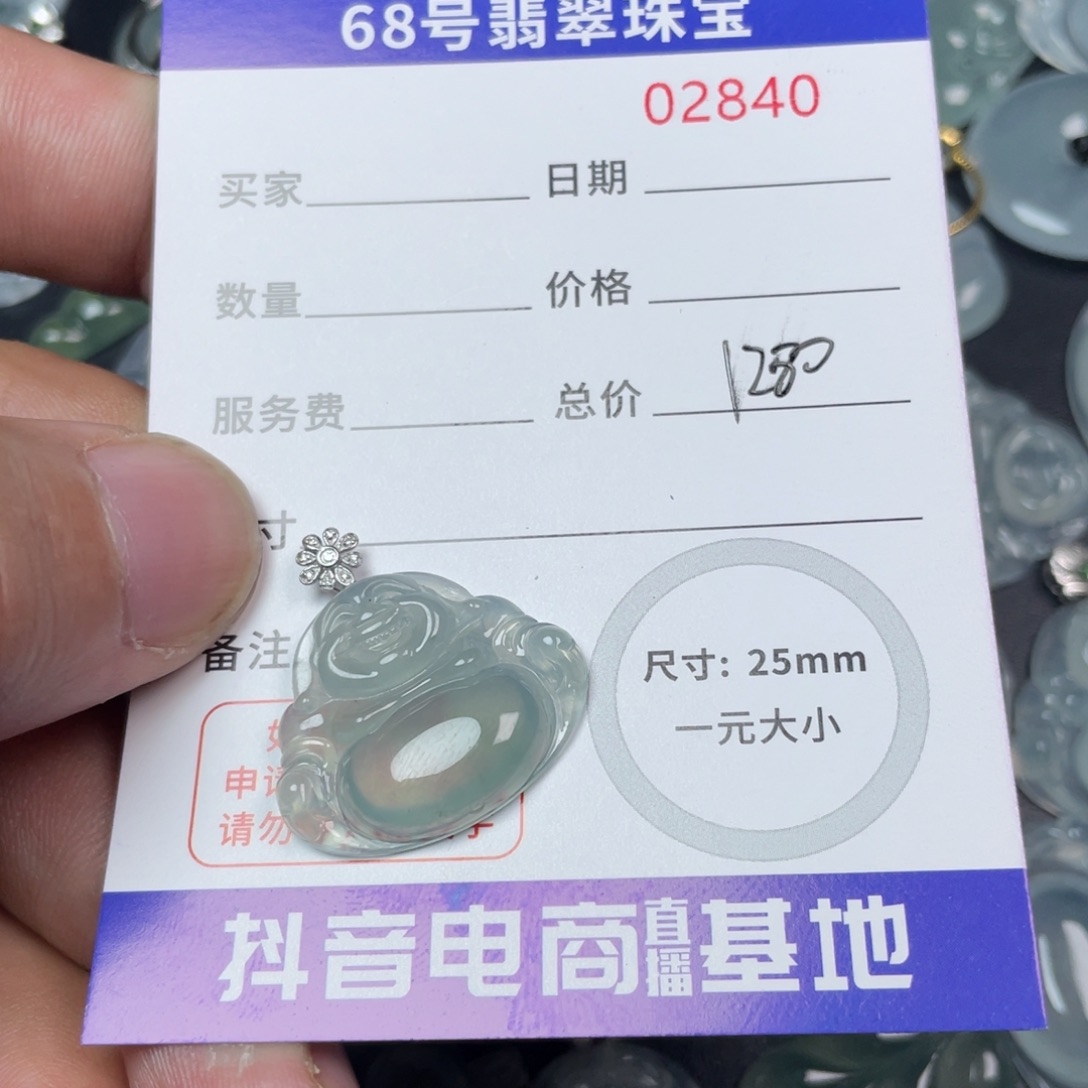 68号翡翠珠宝
02840
买家 日期
数量 价格
服务费 总价 1280
寸
备注
尺寸: 25mm
一元大小
申请
请勿
抖音电商直播基地